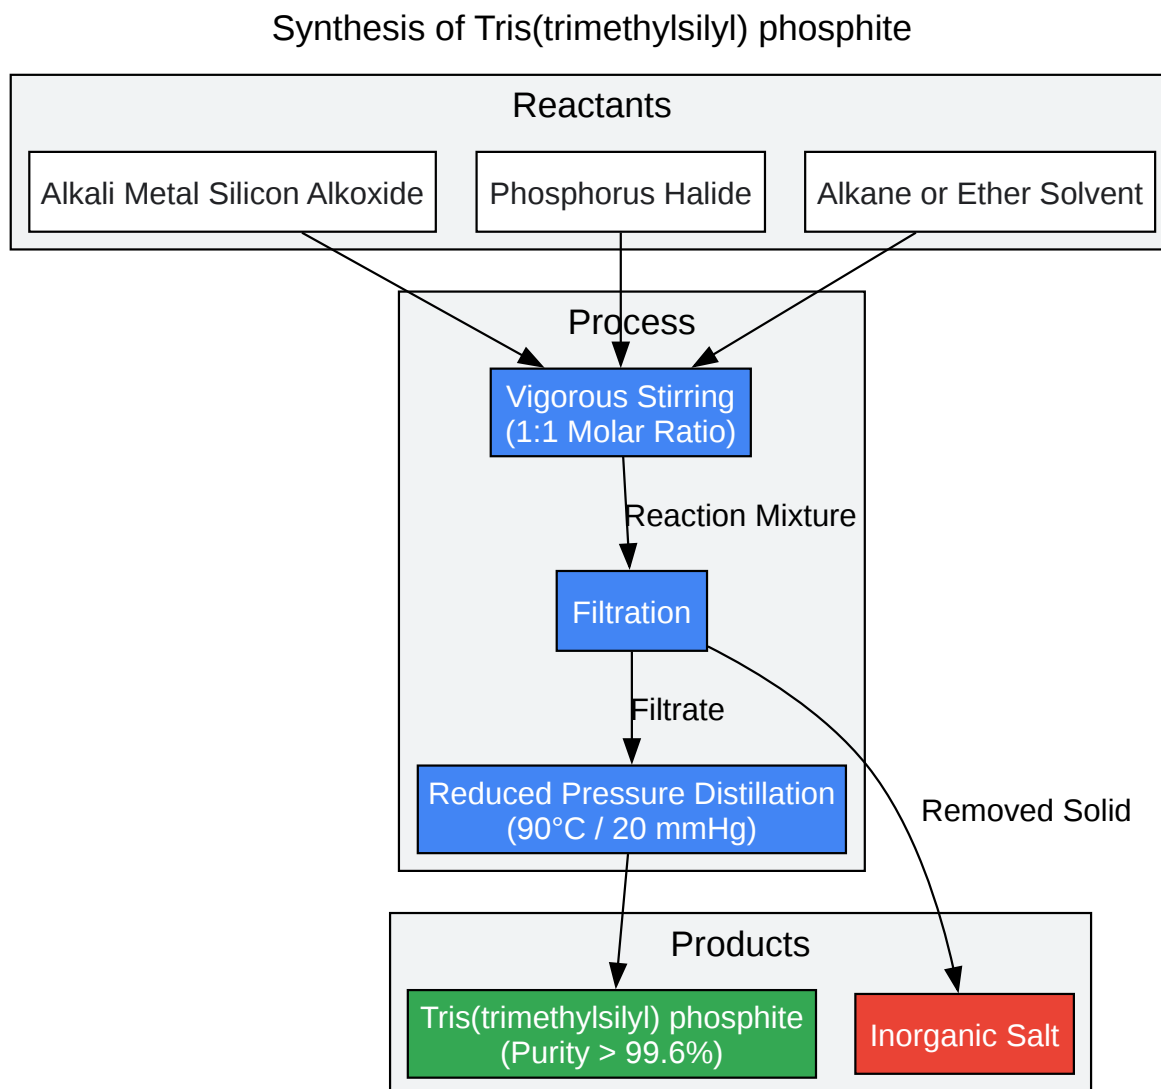 Synthesis of Tris(trimethylsilyl) phosphite
Reactants
Alkali Metal Silicon Alkoxide
Phosphorus Halide
Alkane or Ether Solvent
Process
Vigorous Stirring
(1:1 Molar Ratio)
Reaction Mixture
Filtration
Filtrate
Reduced Pressure Distillation
(90°C / 20 mmHg)
Removed Solid
Products
Tris(trimethylsilyl) phosphite
(Purity > 99.6%)
Inorganic Salt